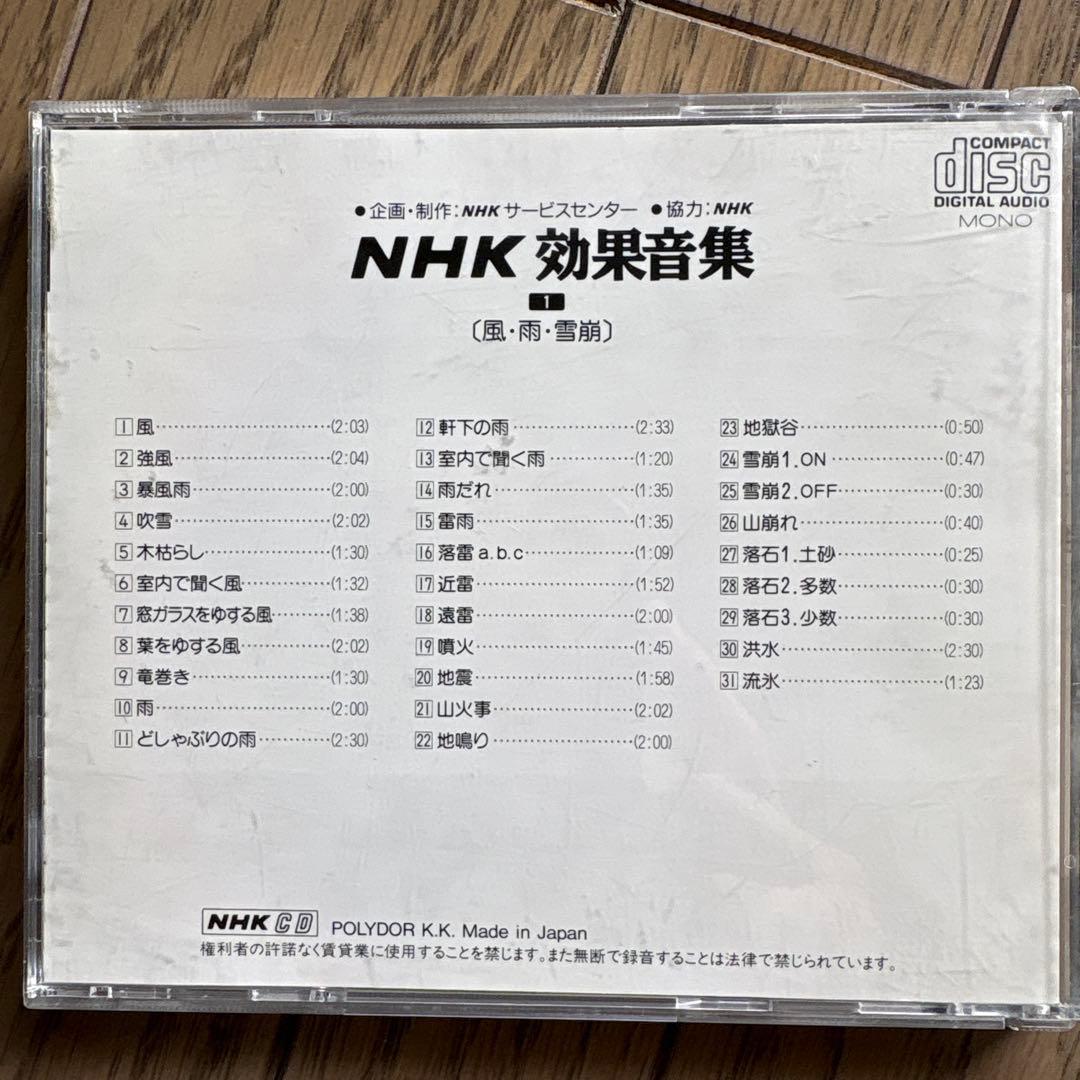 COMPACT
disc
DIGITAL AUDIO
MONO
●企画・制作:NHKサービスセンター ●協力:NHK
NHK 効果音集
1
〔風・雨・雪崩〕
1 風 (2:03)
2 強風 (2:04)
3 暴風雨 (2:00)
4 吹雪 (2:02)
5 木枯らし (1:30)
6 室内で聞く風 (1:32)
7 窓ガラスをゆする風 (1:38)
8 葉をゆする風 (2:02)
9 竜巻き (1:30)
10 雨 (2:00)
11 どしゃぶりの雨 (2:30)
12 軒下の雨 (2:33)
13 室内で聞く雨 (1:20)
14 雨だれ (1:35)
15 雷雨 (1:35)
16 落雷a.b.c (1:09)
17 近雷 (1:52)
18 遠雷 (2:00)
19 噴火 (1:45)
20 地震 (1:58)
21 山火事 (2:02)
22 地鳴り (2:00)
23 地獄谷 (0:50)
24 雪崩1.ON (0:47)
25 雪崩2.OFF (0:30)
26 山崩れ (0:40)
27 落石1.土砂 (0:25)
28 落石2.多数 (0:30)
29 落石3.少数 (0:30)
30 洪水 (2:30)
31 流氷 (1:23)
NHK CD POLYDOR K.K. Made in Japan
権利者の許諾なく賃貸業に使用することを禁じます。また無断で録音することは法律で禁じられています。